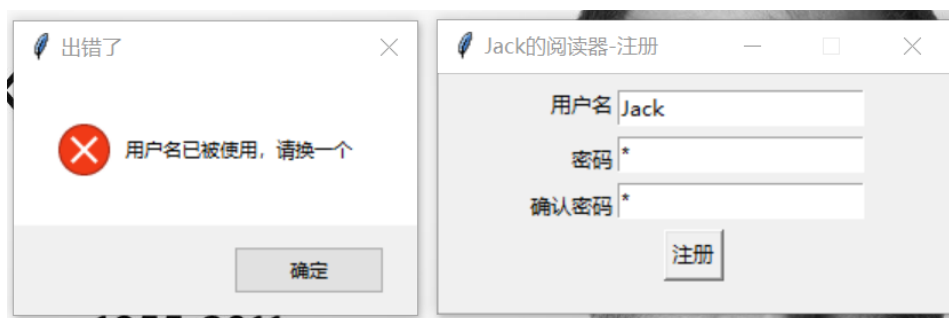 出错了
用户名已被使用，请换一个
确定
Jack的阅读器-注册
用户名 Jack
密码 *
确认密码 *
注册